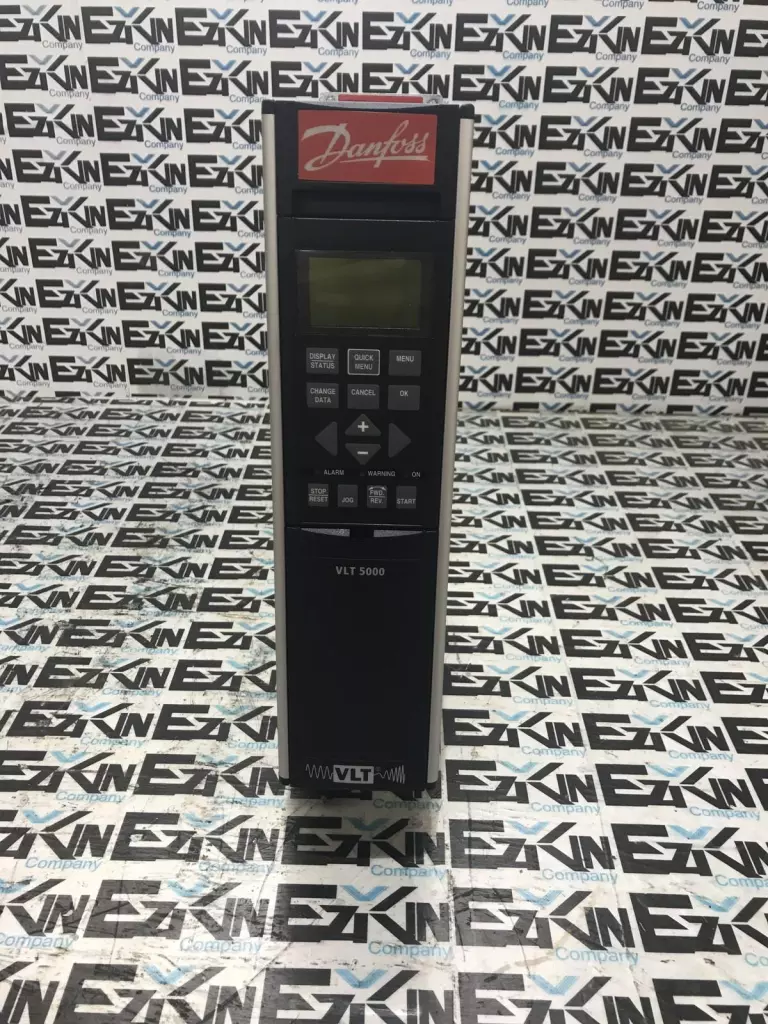 Danfoss
DISPLAY
STATUS
QUICK
MENU
MENU
CHANGE
DATA
CANCEL
OK
+
-
ALARM
WARNING
ON
STOP
RESET
JOG
FWD.
REV.
START
VLT 5000
VLT
EZKIN
Company